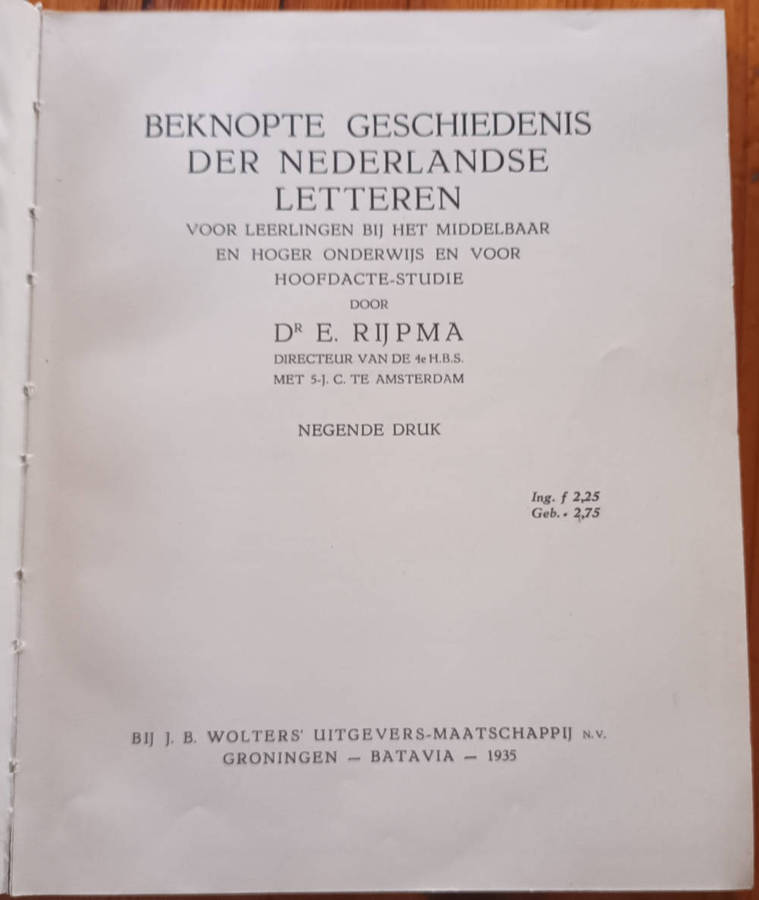 BEKNOPTE GESCHIEDENIS
DER NEDERLANDSE
LETTEREN
VOOR LEERLINGEN BIJ HET MIDDELBAAR
EN HOGER ONDERWIJS EN VOOR
HOOFDACTE-STUDIE
DOOR
DR E. RIJPMA
DIRECTEUR VAN DE 4e H.B.S.
MET 5-J. C. TE AMSTERDAM
NEGENDE DRUK
Ing. f 2,25
Geb. - 2,75
BIJ J. B. WOLTERS' UITGEVERS-MAATSCHAPPIJ N.V.
GRONINGEN — BATAVIA — 1935